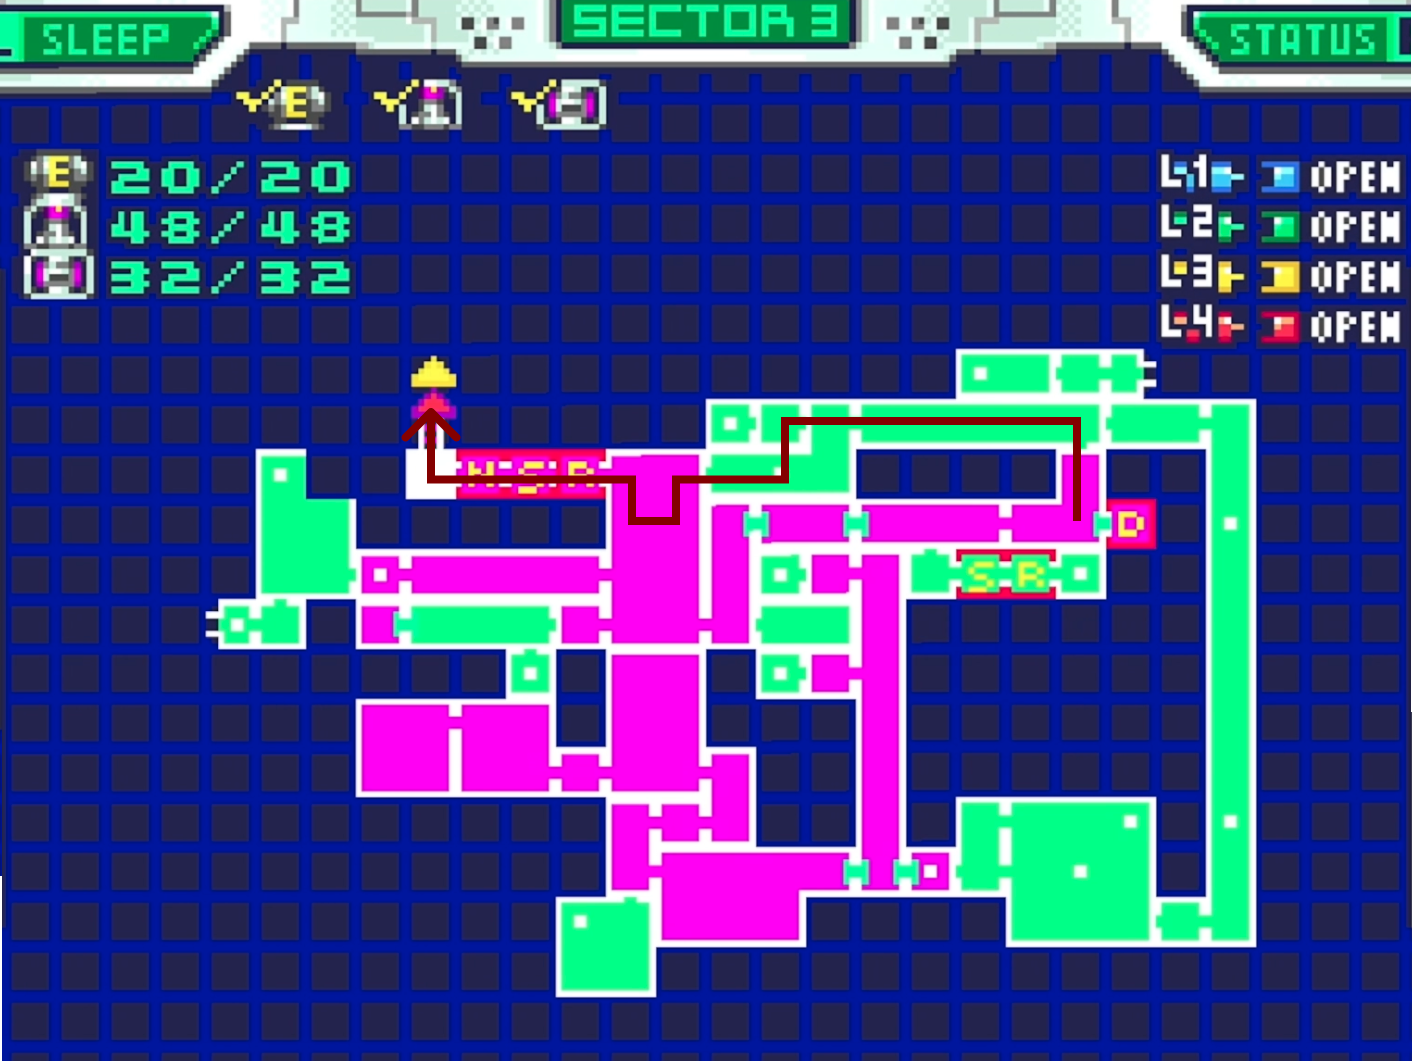 SLEEP
SECTOR 3
STATUS
E
E 20/20
48/48
32/32
L1 OPEN
L2 OPEN
L3 OPEN
L4 OPEN
N S R
D
S R